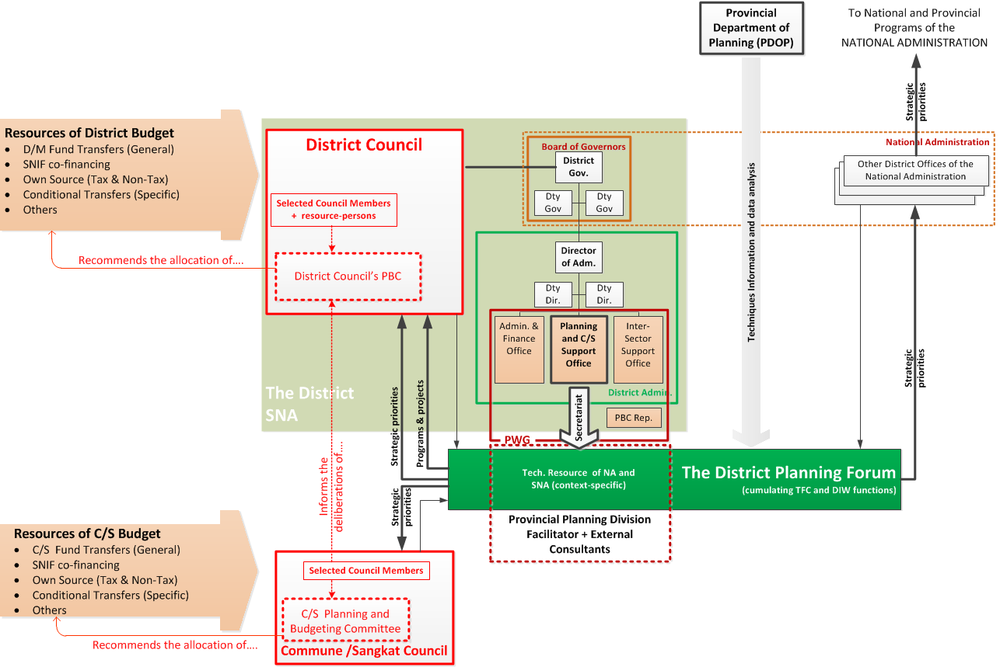 Provincial
Department of
Planning (PDOP)
To National and Provincial
Programs of the
NATIONAL ADMINISTRATION
Strategic
priorities
Resources of District Budget
• D/M Fund Transfers (General)
• SNIF co-financing
• Own Source (Tax & Non-Tax)
• Conditional Transfers (Specific)
• Others
Recommends the allocation of….
District Council
Selected Council Members
+ resource-persons
District Council's PBC
The District
SNA
Board of Governors
District
Gov.
Dty
Gov
Dty
Gov
National Administration
Other District Offices of the
National Administration
Director
of Adm.
Dty
Dir.
Dty
Dir.
Admin. &
Finance
Office
Planning
and C/S
Support
Office
Inter-
Sector
Support
Office
District Admin.
PBC Rep.
PWG
Secretariat
Techniques Information and data analysis
Strategic
priorities
Strategic priorities
Programs & projects
Informs the
deliberations of….
Strategic
priorities
Tech. Resource of NA and
SNA (context-specific)
The District Planning Forum
(cumulating TFC and DIW functions)
Provincial Planning Division
Facilitator + External
Consultants
Resources of C/S Budget
• C/S Fund Transfers (General)
• SNIF co-financing
• Own Source (Tax & Non-Tax)
• Conditional Transfers (Specific)
• Others
Recommends the allocation of….
Selected Council Members
C/S Planning and
Budgeting Committee
Commune /Sangkat Council